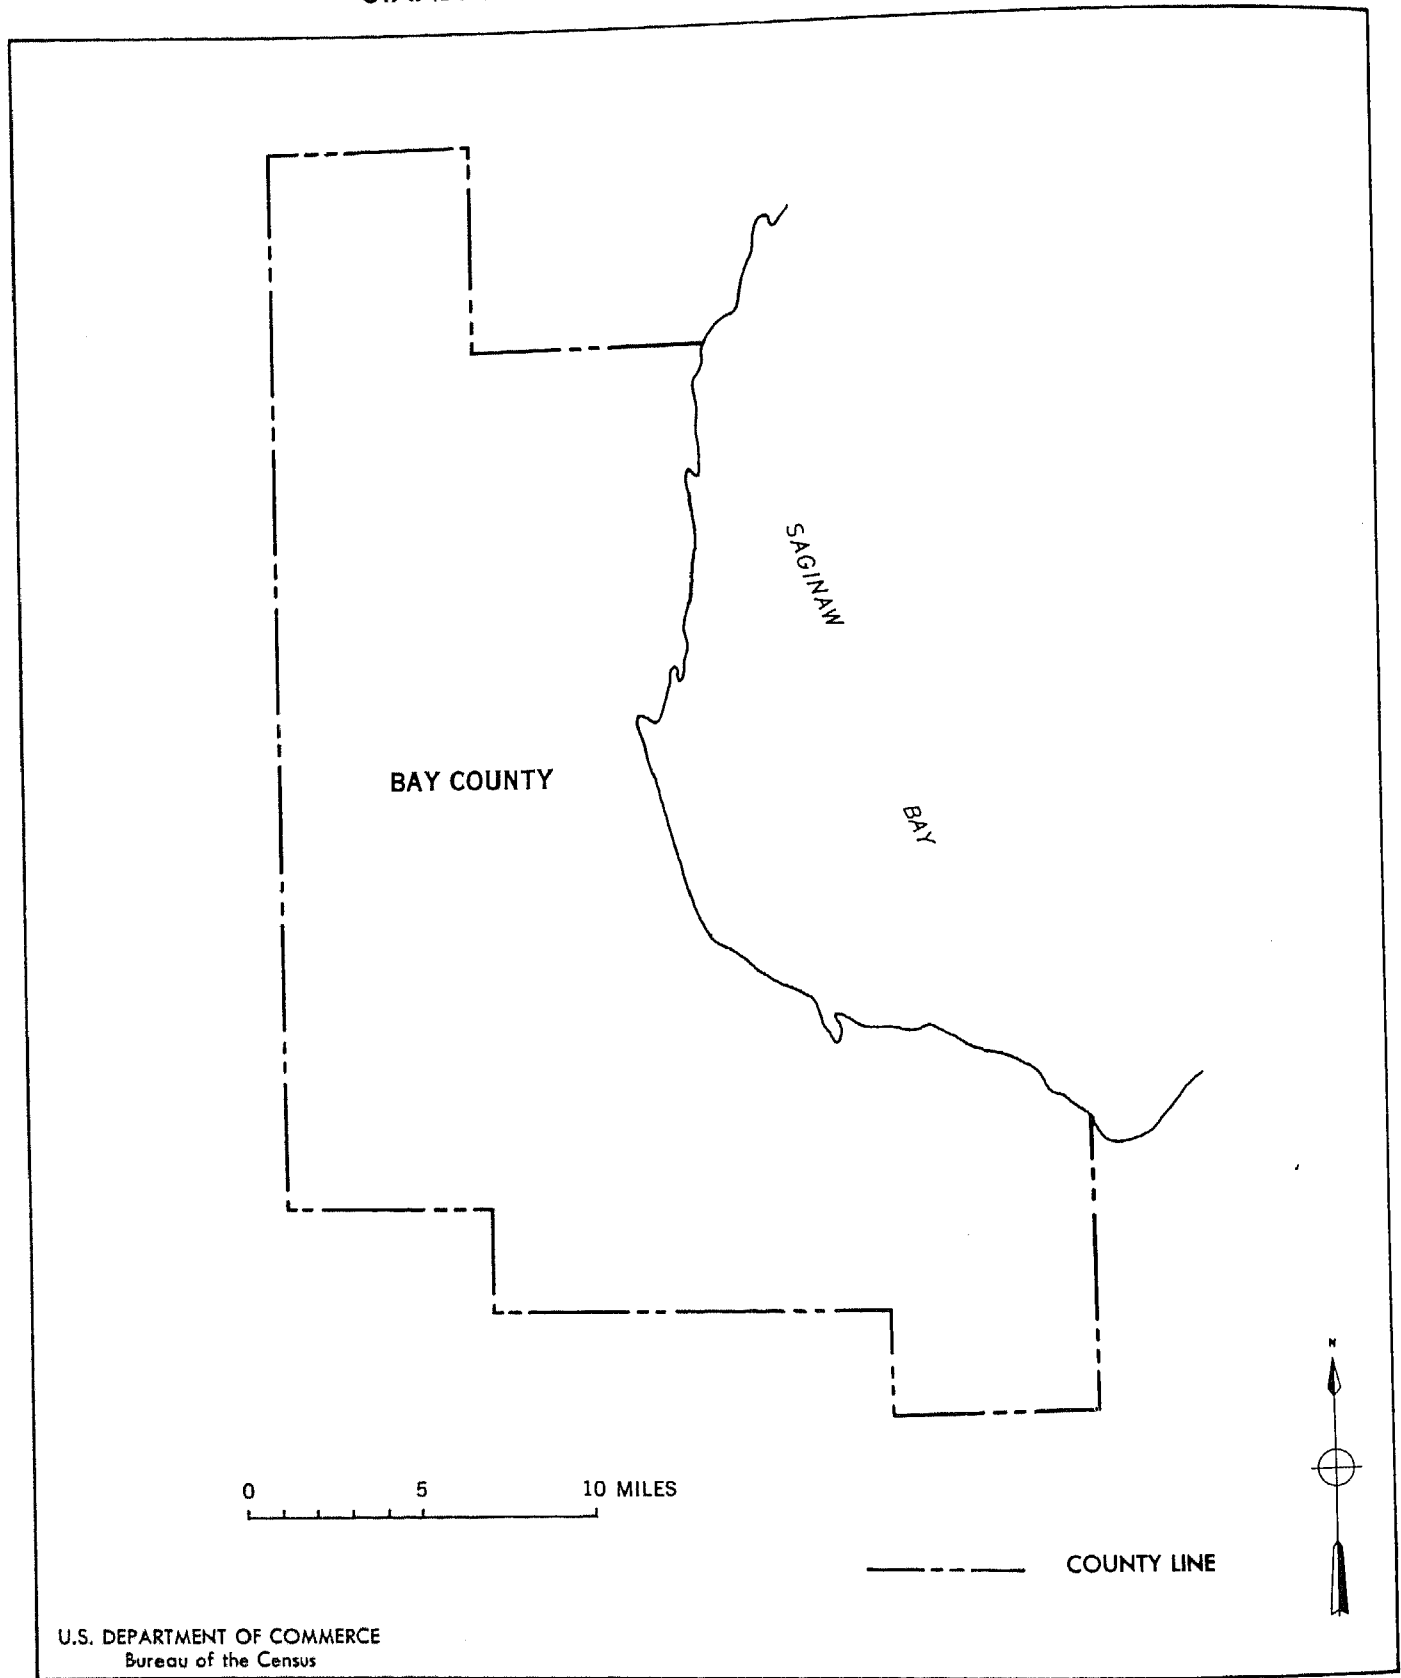 SAGINAW
BAY COUNTY
BAY
0 5 10 MILES
N
COUNTY LINE
U.S. DEPARTMENT OF COMMERCE
Bureau of the Census